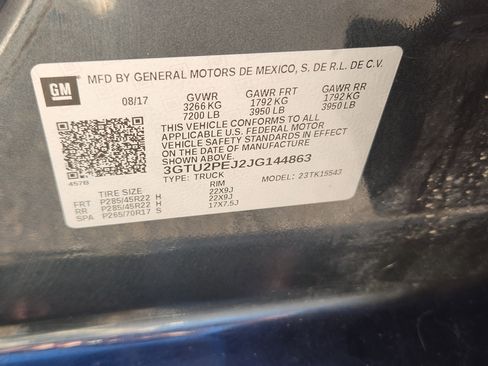 GM
MFD BY GENERAL MOTORS DE MEXICO, S. DE R.L. DE C.V.
08/17 GVWR GAWR FRT GAWR RR
3266 KG 1792 KG 1792 KG
7200 LB 3950 LB 3950 LB
THIS VEHICLE CONFORMS TO ALL
APPLICABLE U.S. FEDERAL MOTOR
VEHICLE SAFETY AND THEFT PREVENTION
STANDARDS IN EFFECT ON THE DATE OF
MANUFACTURE SHOWN ABOVE.
3GTU2PEJ2JG144863
TYPE: TRUCK MODEL: 23TK15543
457B
TIRE SIZE RIM
FRT P285/45R22 H 22X9J
RR P285/45R22 H 22X9J
SPA P265/70R17 S 17X7.5J